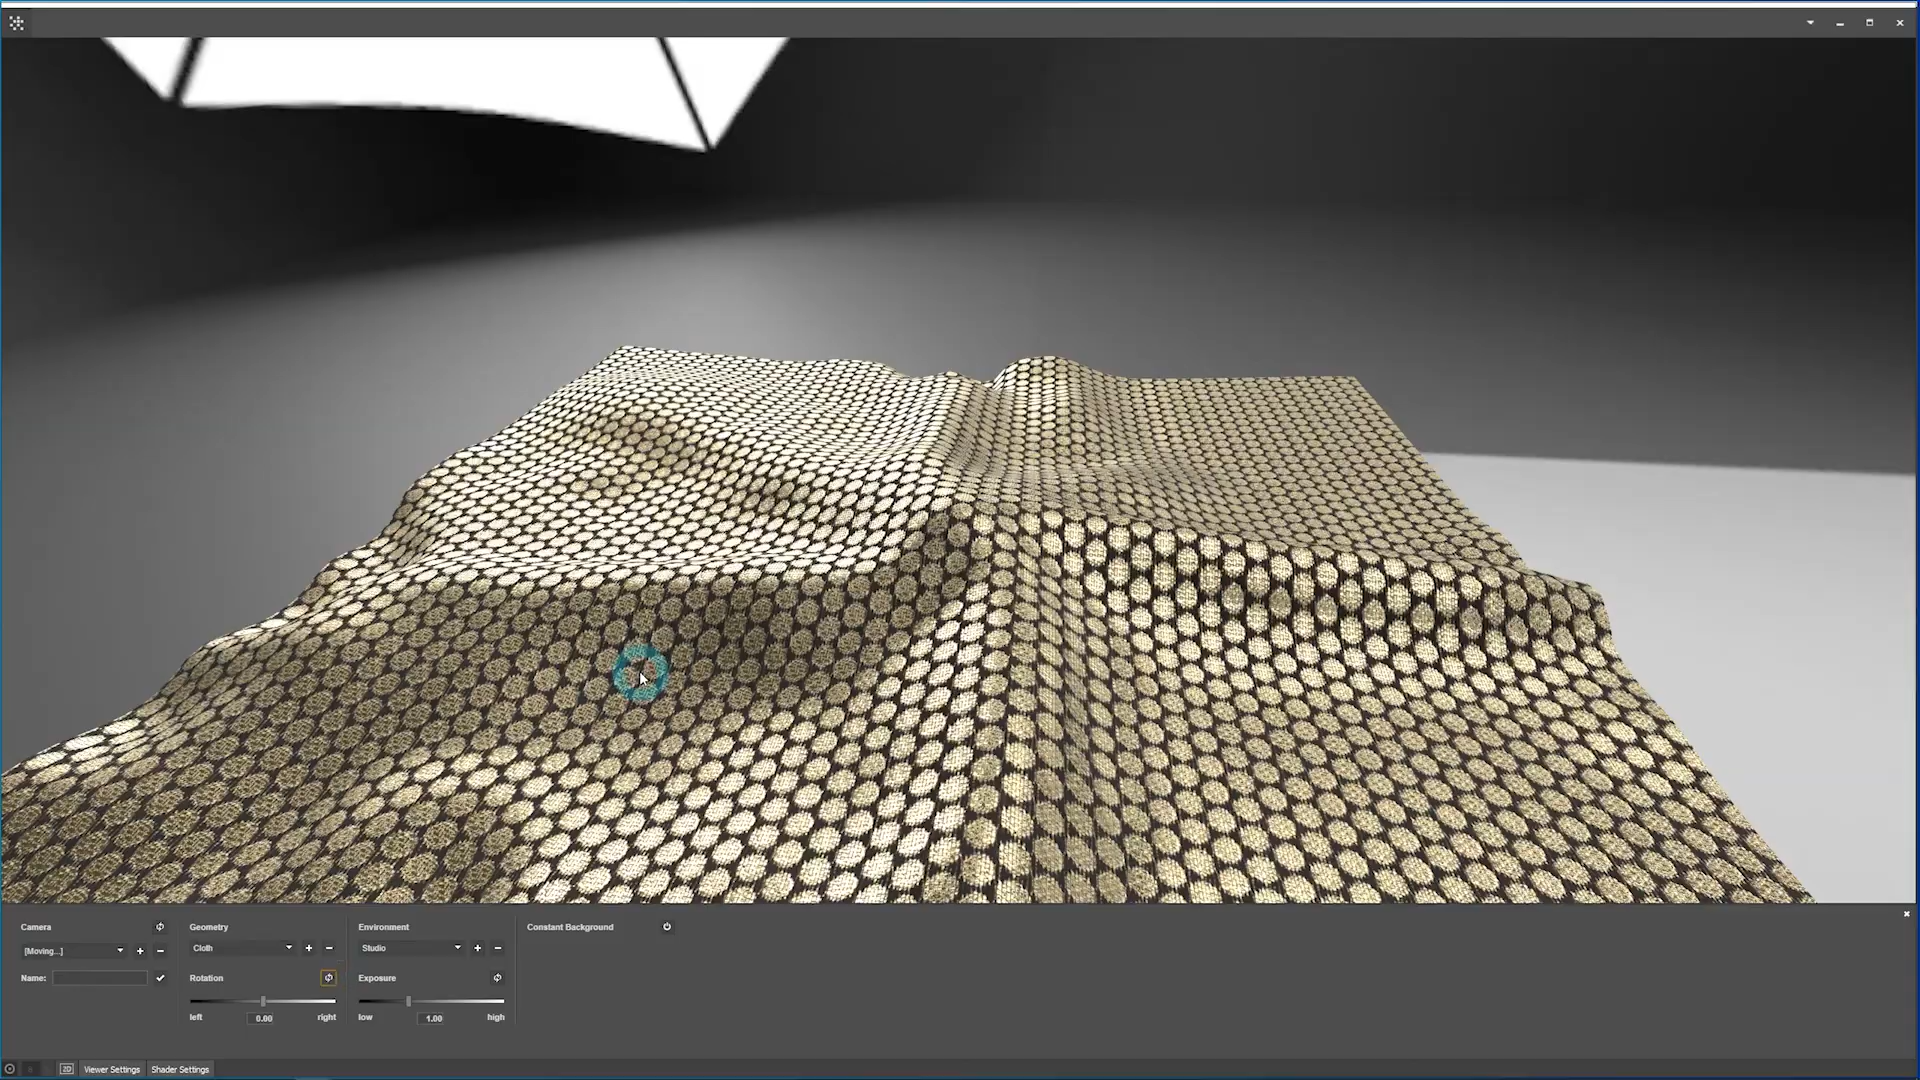 Camera
Geometry
Environment
Constant Background
[Moving...]
Cloth
Studio
Name:
Rotation
Exposure
left
0.00
right
low
1.00
high
2D
Viewer Settings
Shader Settings